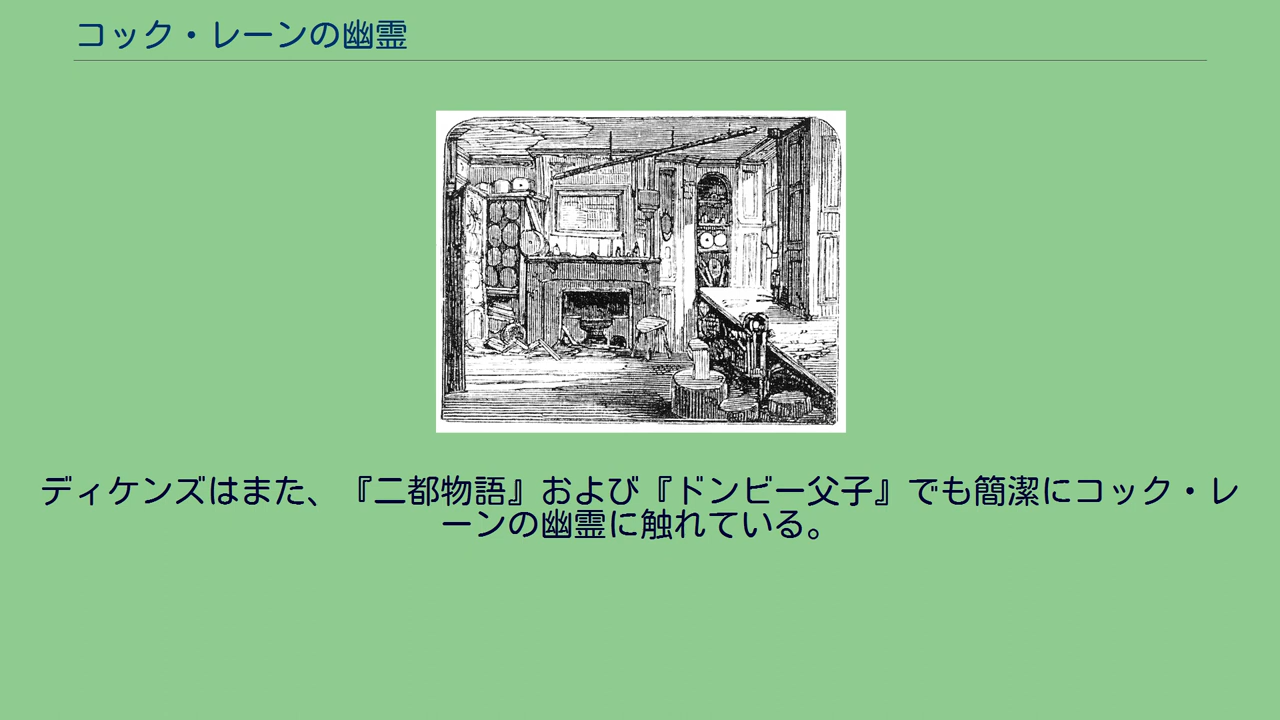 コック・レーンの幽霊
ディケンズはまた、『二都物語』および『ドンビー父子』でも簡潔にコック・レ
ーンの幽霊に触れている。